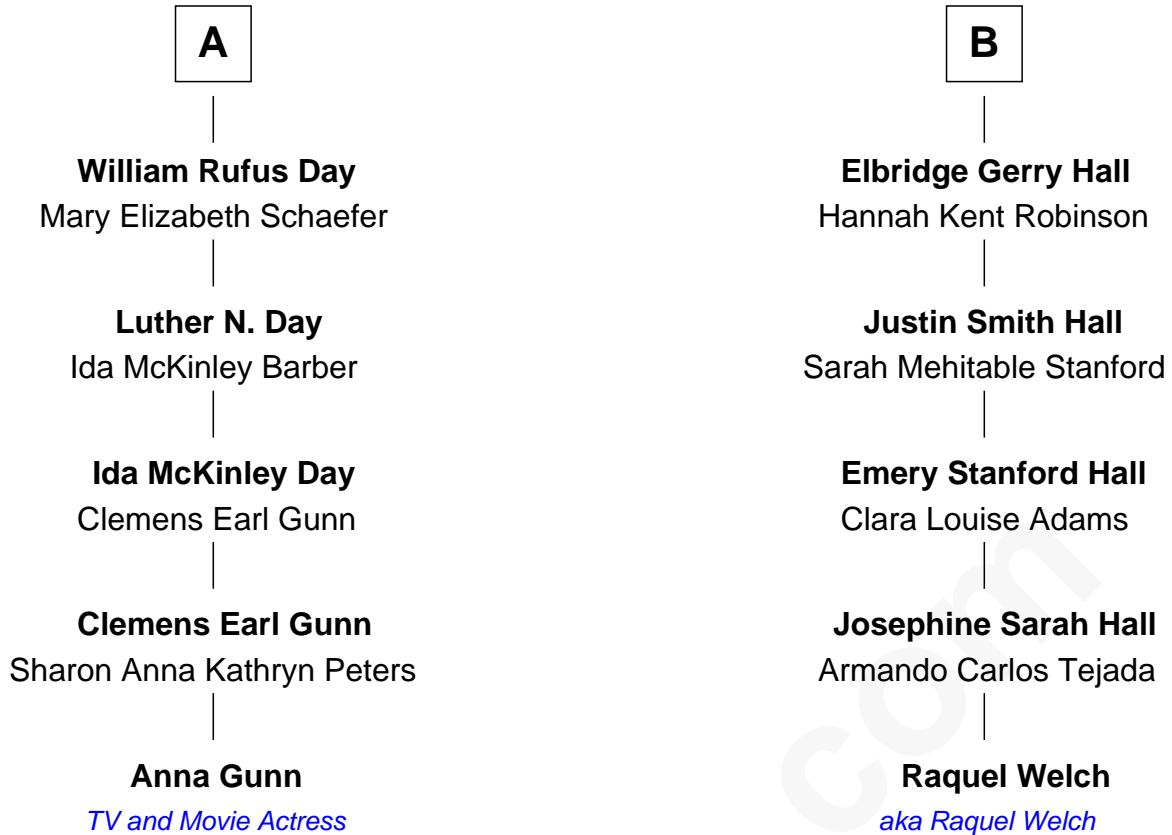 A
William Rufus Day
Mary Elizabeth Schaefer
Luther N. Day
Ida McKinley Barber
Ida McKinley Day
Clemens Earl Gunn
Clemens Earl Gunn
Sharon Anna Kathryn Peters
Anna Gunn
TV and Movie Actress
B
Elbridge Gerry Hall
Hannah Kent Robinson
Justin Smith Hall
Sarah Mehitable Stanford
Emery Stanford Hall
Clara Louise Adams
Josephine Sarah Hall
Armando Carlos Tejada
Raquel Welch
aka Raquel Welch
com